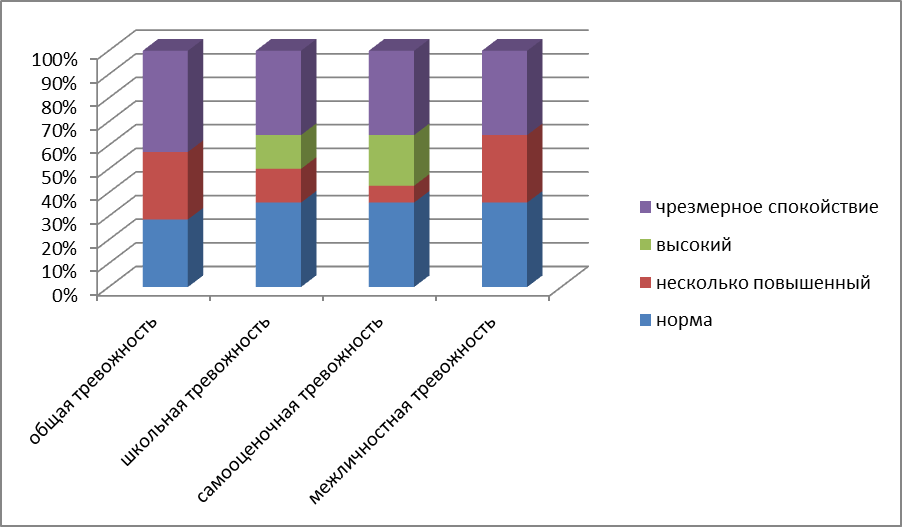 100%
90%
80%
70%
60%
50%
40%
30%
20%
10%
0%
общая тревожность
школьная тревожность
самооценочная тревожность
межличностная тревожность
чрезмерное спокойствие
высокий
несколько повышенный
норма